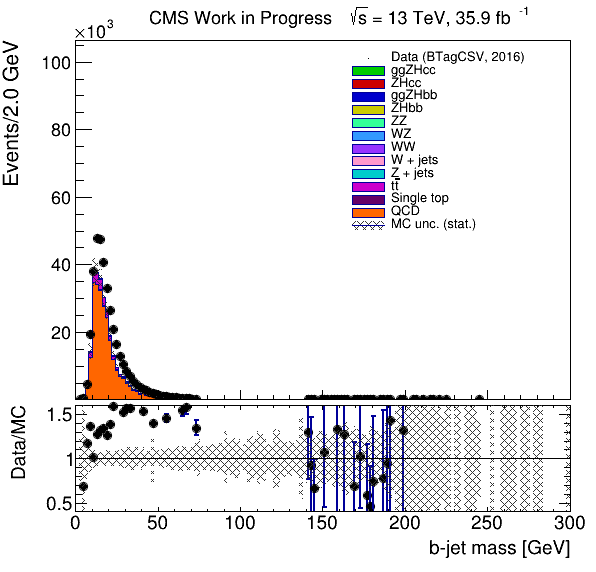 CMS Work in Progress √s = 13 TeV, 35.9 fb⁻¹
×10³
Events/2.0 GeV
100
80
60
40
20
Data (BTagCSV, 2016)
ggZHcc
ZHcc
ggZHbb
ZHbb
ZZ
WZ
WW
W + jets
Z + jets
tt̅
Single top
QCD
MC unc. (stat.)
Data/MC
1.5
1
0.5
0 50 100 150 200 250 300
b-jet mass [GeV]